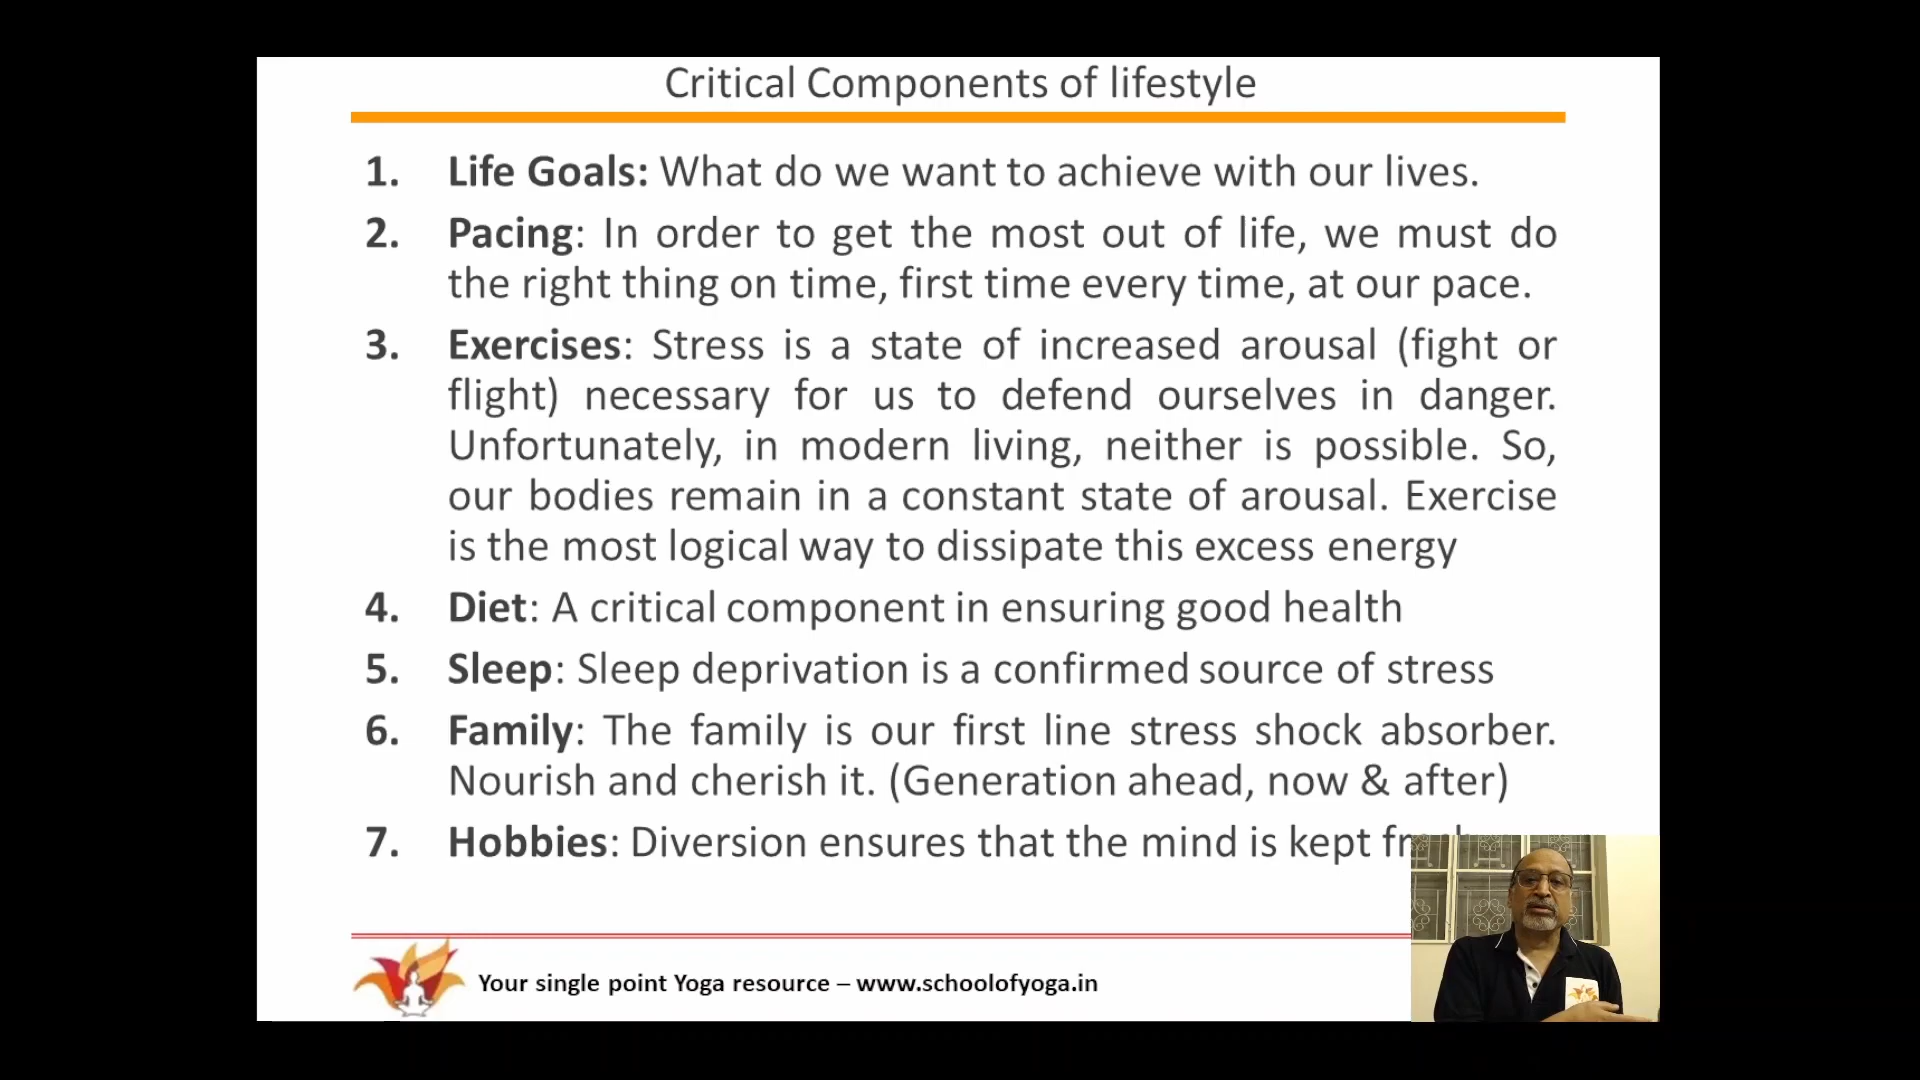 Critical Components of lifestyle
1. Life Goals: What do we want to achieve with our lives.
2. Pacing: In order to get the most out of life, we must do
the right thing on time, first time every time, at our pace.
3. Exercises: Stress is a state of increased arousal (fight or
flight) necessary for us to defend ourselves in danger.
Unfortunately, in modern living, neither is possible. So,
our bodies remain in a constant state of arousal. Exercise
is the most logical way to dissipate this excess energy
4. Diet: A critical component in ensuring good health
5. Sleep: Sleep deprivation is a confirmed source of stress
6. Family: The family is our first line stress shock absorber.
Nourish and cherish it. (Generation ahead, now & after)
7. Hobbies: Diversion ensures that the mind is kept
Your single point Yoga resource – www.schoolofyoga.in